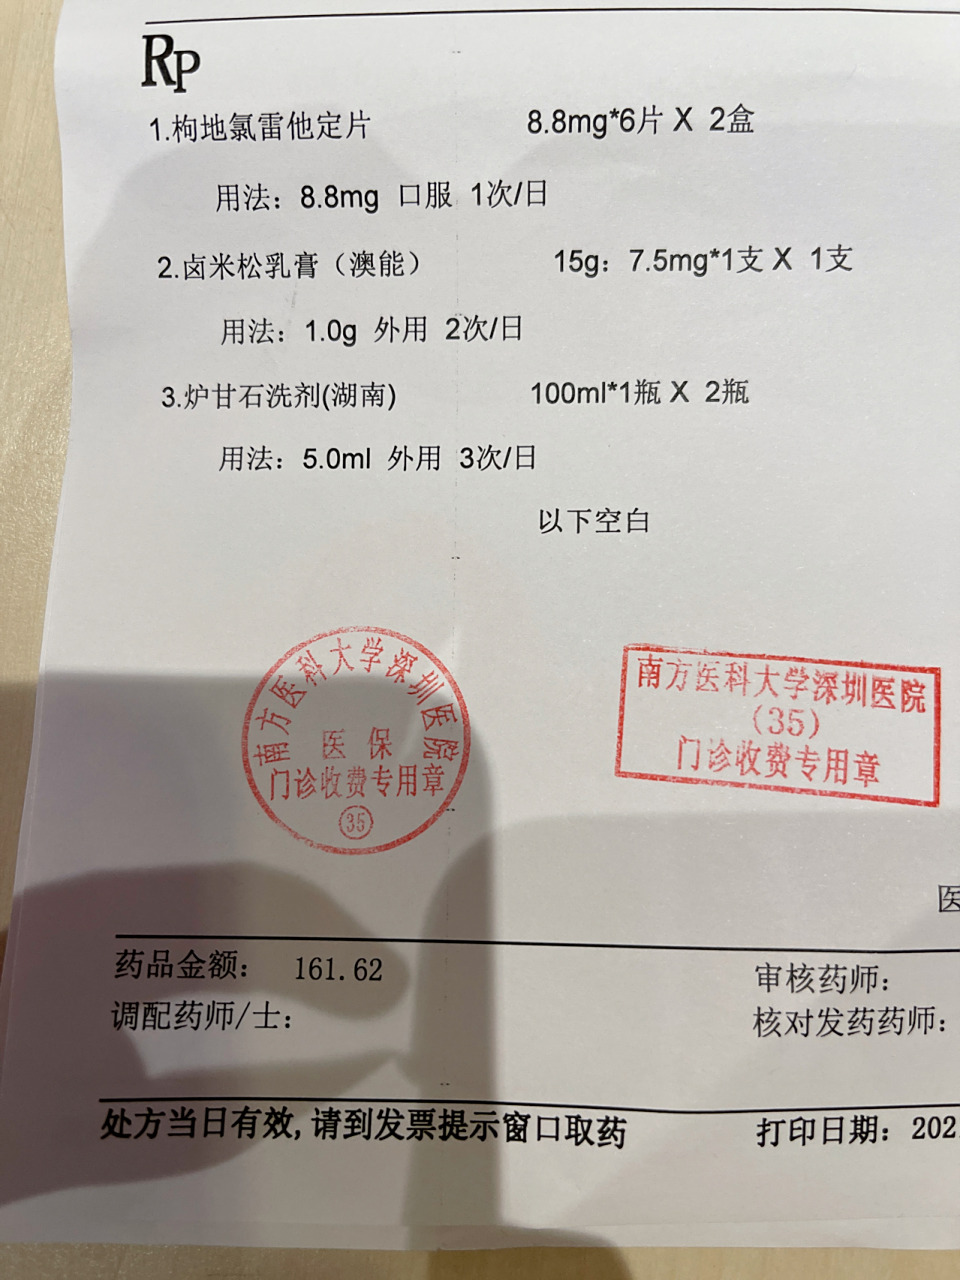 Rp
1.枸地氯雷他定片 8.8mg*6片 X 2盒
用法：8.8mg 口服 1次/日
2.卤米松乳膏（澳能） 15g：7.5mg*1支 X 1支
用法：1.0g 外用 2次/日
3.炉甘石洗剂(湖南) 100ml*1瓶 X 2瓶
用法：5.0ml 外用 3次/日
以下空白
南方医科大学深圳医院
医保
门诊收费专用章
35
南方医科大学深圳医院
(35)
门诊收费专用章
医
药品金额： 161.62 审核药师：
调配药师/士： 核对发药药师：
处方当日有效,请到发票提示窗口取药 打印日期：202